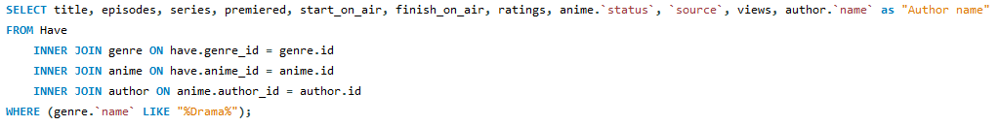 SELECT title, episodes, series, premiered, start_on_air, finish_on_air, ratings, anime.`status`, `source`, views, author.`name` as "Author name"
FROM Have
INNER JOIN genre ON have.genre_id = genre.id
INNER JOIN anime ON have.anime_id = anime.id
INNER JOIN author ON anime.author_id = author.id
WHERE (genre.`name` LIKE "%Drama%");